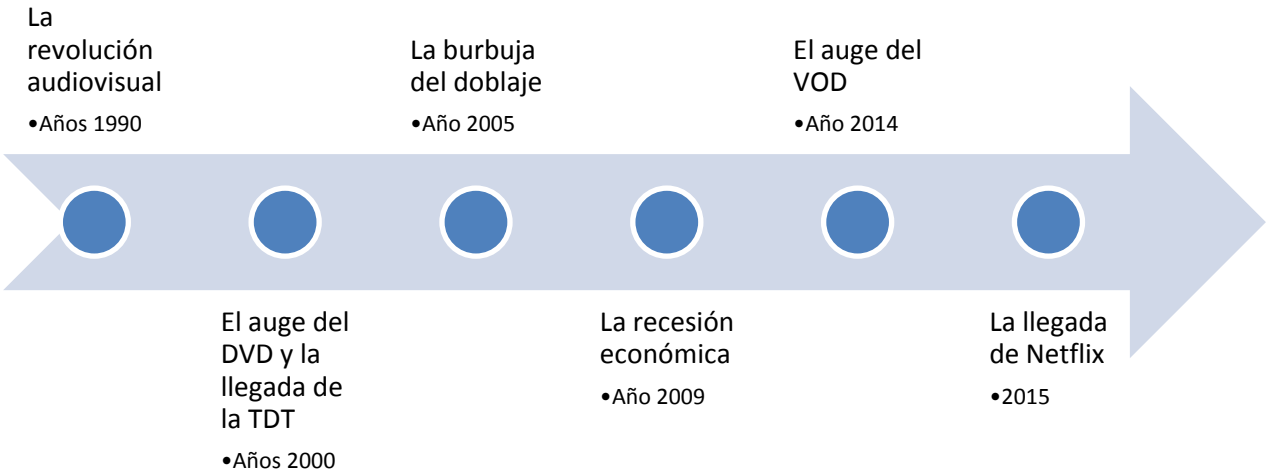 La
revolución
audiovisual
•Años 1990
El auge del
DVD y la
llegada de
la TDT
•Años 2000
La burbuja
del doblaje
•Año 2005
La recesión
económica
•Año 2009
El auge del
VOD
•Año 2014
La llegada
de Netflix
•2015